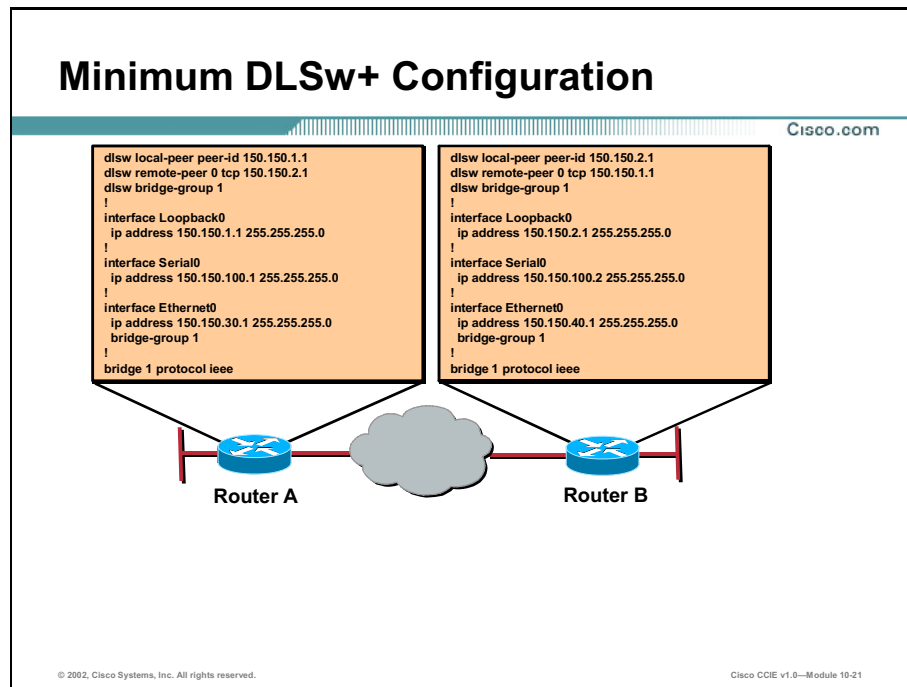 Minimum DLSw+ Configuration
Cisco.com
dlsw local-peer peer-id 150.150.1.1
dlsw remote-peer 0 tcp 150.150.2.1
dlsw bridge-group 1
!
interface Loopback0
ip address 150.150.1.1 255.255.255.0
!
interface Serial0
ip address 150.150.100.1 255.255.255.0
!
interface Ethernet0
ip address 150.150.30.1 255.255.255.0
bridge-group 1
!
bridge 1 protocol ieee
dlsw local-peer peer-id 150.150.2.1
dlsw remote-peer 0 tcp 150.150.1.1
dlsw bridge-group 1
!
interface Loopback0
ip address 150.150.2.1 255.255.255.0
!
interface Serial0
ip address 150.150.100.2 255.255.255.0
!
interface Ethernet0
ip address 150.150.40.1 255.255.255.0
bridge-group 1
!
bridge 1 protocol ieee
Router A
Router B
© 2002, Cisco Systems, Inc. All rights reserved.
Cisco CCIE v1.0—Module 10-21